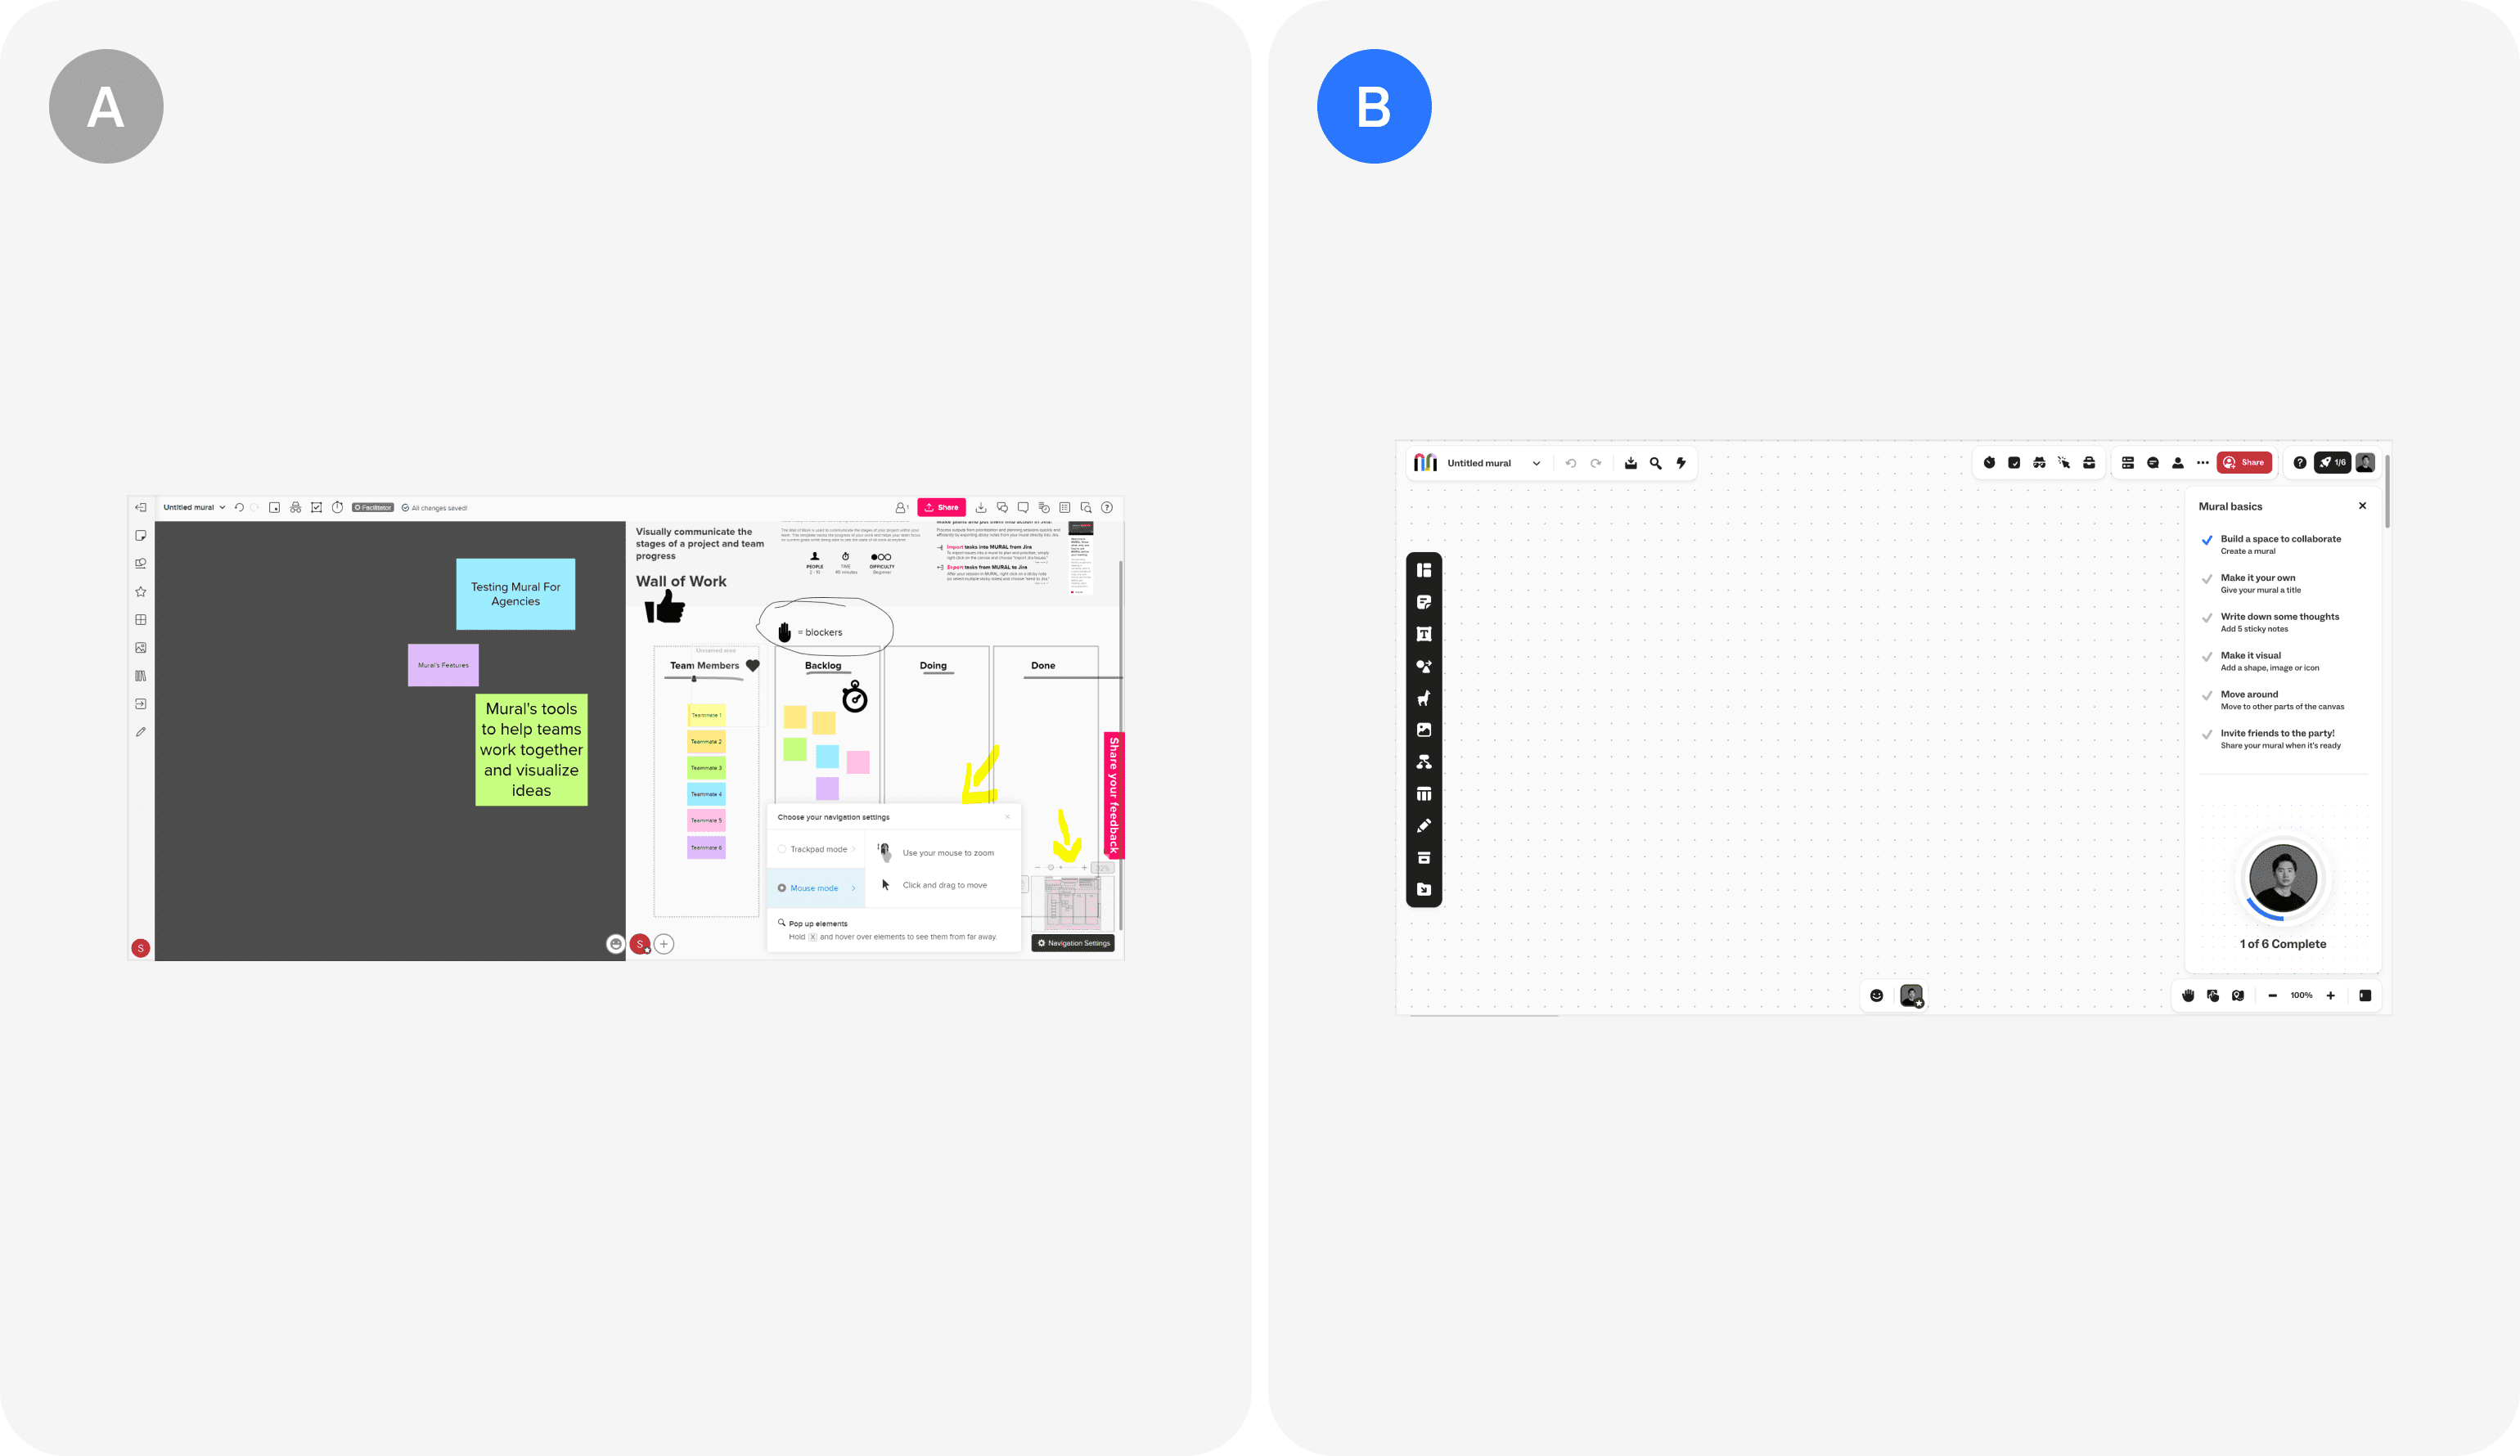 A
Untitled mural
Facilitator
All changes saved!
1
Share
Testing Mural For
Agencies
Mural's Features
Mural's tools
to help teams
work together
and visualize
ideas
S
Visually communicate the
stages of a project and team
progress
Wall of Work
PEOPLE
TIME
DIFFICULTY
Beginner
Import tasks into MURAL from Jira
Export tasks from MURAL to Jira
= blockers
Unnamed area
Team Members
Backlog
Doing
Done
Teammate 1
Teammate 2
Teammate 3
Teammate 4
Teammate 5
Teammate 6
Share your feedback
Choose your navigation settings
Trackpad mode
Mouse mode
Use your mouse to zoom
Click and drag to move
Pop up elements
Hold X and hover over elements to see them from far away.
S
Navigation Settings
B
Untitled mural
Share
1/6
Mural basics
Build a space to collaborate
Create a mural
Make it your own
Give your mural a title
Write down some thoughts
Add 5 sticky notes
Make it visual
Add a shape, image or icon
Move around
Move to other parts of the canvas
Invite friends to the party!
Share your mural when it's ready
1 of 6 Complete
100%